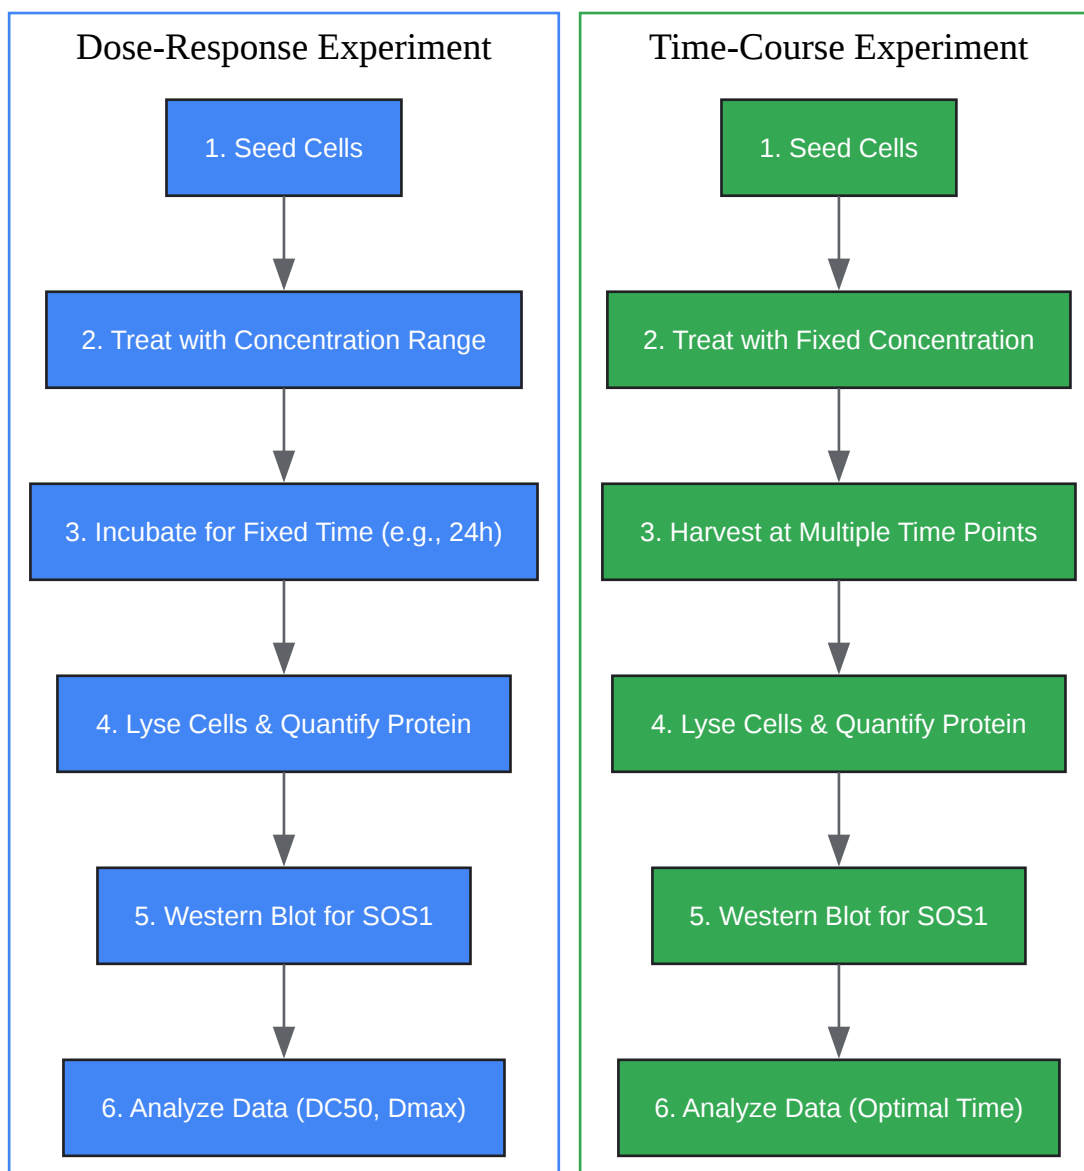 Dose-Response Experiment
1. Seed Cells
2. Treat with Concentration Range
3. Incubate for Fixed Time (e.g., 24h)
4. Lyse Cells & Quantify Protein
5. Western Blot for SOS1
6. Analyze Data (DC50, Dmax)
Time-Course Experiment
1. Seed Cells
2. Treat with Fixed Concentration
3. Harvest at Multiple Time Points
4. Lyse Cells & Quantify Protein
5. Western Blot for SOS1
6. Analyze Data (Optimal Time)